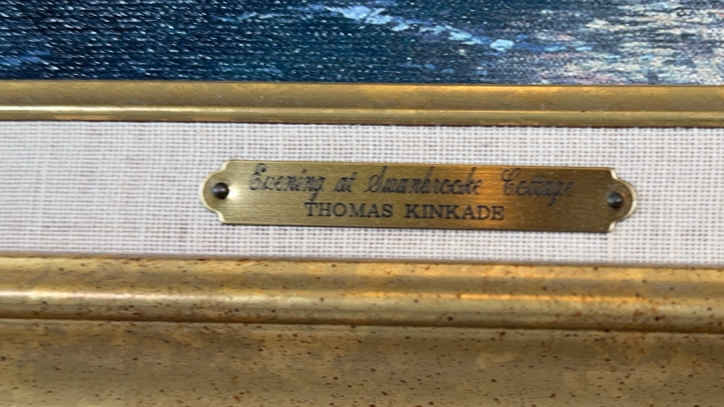 Evening at Swanbrooke Cottage
THOMAS KINKADE